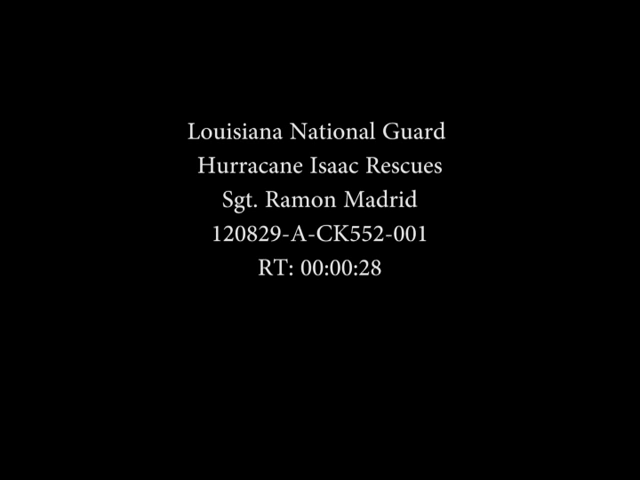 Louisiana National Guard
Hurracane Isaac Rescues
Sgt. Ramon Madrid
120829-A-CK552-001
RT: 00:00:28